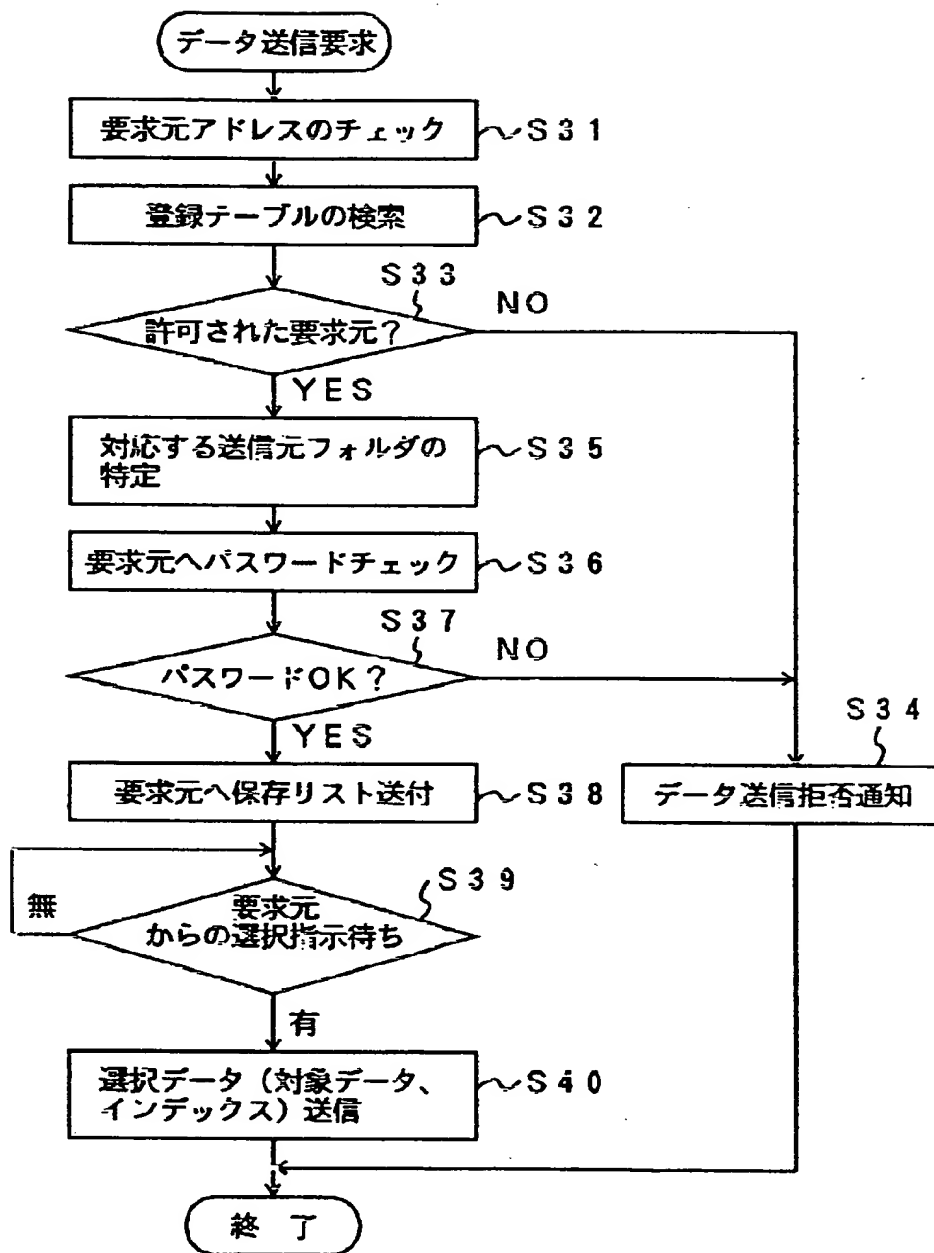 データ送信要求
要求元アドレスのチェック
S31
登録テーブルの検索
S32
S33
許可された要求元?
NO
YES
対応する送信元フォルダの
特定
S35
要求元へパスワードチェック
S36
S37
パスワードOK?
NO
YES
S34
要求元へ保存リスト送付
S38
データ送信拒否通知
S39
無
要求元
からの選択指示待ち
有
選択データ(対象データ、
インデックス)送信
S40
終 了